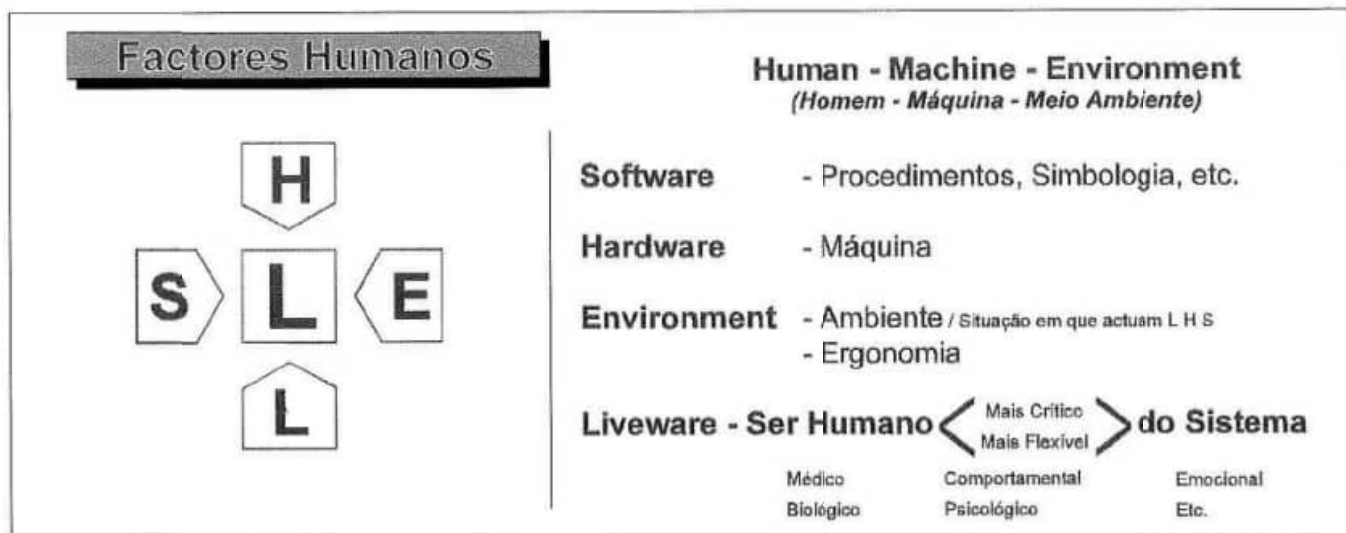 Factores Humanos
H
S L E
L
Human - Machine - Environment
(Homem - Máquina - Meio Ambiente)
Software - Procedimentos, Simbologia, etc.
Hardware - Máquina
Environment - Ambiente / Situação em que actuam L H S
- Ergonomia
Liveware - Ser Humano < Mais Crítico > do Sistema
Mais Flexível
Médico Comportamental Emocional
Biológico Psicológico Etc.